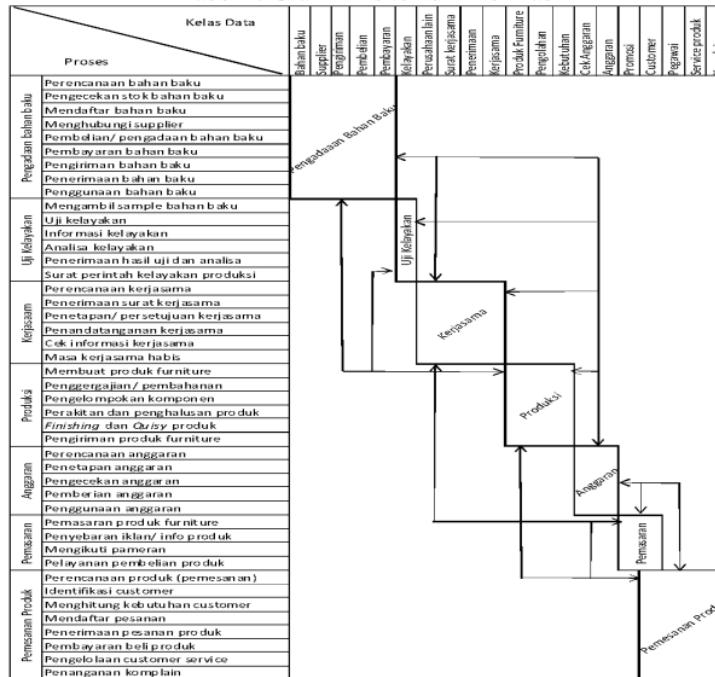 Kelas Data
Proses
Bahan baku
Supplier
Pengiriman
Pembelian
Pembayaran
Kelayakan
Perusahaan lain
Surat kerjasama
Penerimaan
Kerjasama
Produk Furniture
Pengolahan
Kebutuhan
Cek Anggaran
Anggaran
Promosi
Customer
Pegawai
Service produk
Pengadaan bahan baku
Perencanaan bahan baku
Pengecekan stok bahan baku
Mendaftar bahan baku
Menghubungi supplier
Pembelian/ pengadaan bahan baku
Pembayaran bahan baku
Pengiriman bahan baku
Penerimaan bahan baku
Penggunaan bahan baku
Pengadaaan Bahan Baku
Uji Kelayakan
Mengambil sample bahan baku
Uji kelayakan
Informasi kelayakan
Analisa kelayakan
Penerimaan hasil uji dan analisa
Surat perintah kelayakan produksi
Uji Kelayakan
Kerjasaam
Perencanaan kerjasama
Penerimaan surat kerjasama
Penetapan/ persetujuan kerjasama
Penandatanganan kerjasama
Cek informasi kerjasama
Masa kerjasama habis
Kerjasama
Produksi
Membuat produk furniture
Penggergajian/ pembahanan
Pengelompokan komponen
Perakitan dan penghalusan produk
Finishing dan Quisy produk
Pengiriman produk furniture
Produksi
Anggaran
Perencanaan anggaran
Penetapan anggaran
Pengecekan anggaran
Pemberian anggaran
Penggunaan anggaran
Anggaran
Pemasaran
Pemasaran produk furniture
Penyebaran iklan/ info produk
Mengikuti pameran
Pelayanan pembelian produk
Pemasaran
Pemesanan Produk
Perencanaan produk (pemesanan)
Identifikasi customer
Menghitung kebutuhan customer
Mendaftar pesanan
Penerimaan pesanan produk
Pembayaran beli produk
Pengelolaan customer service
Penanganan komplain
Pemesanan Prod